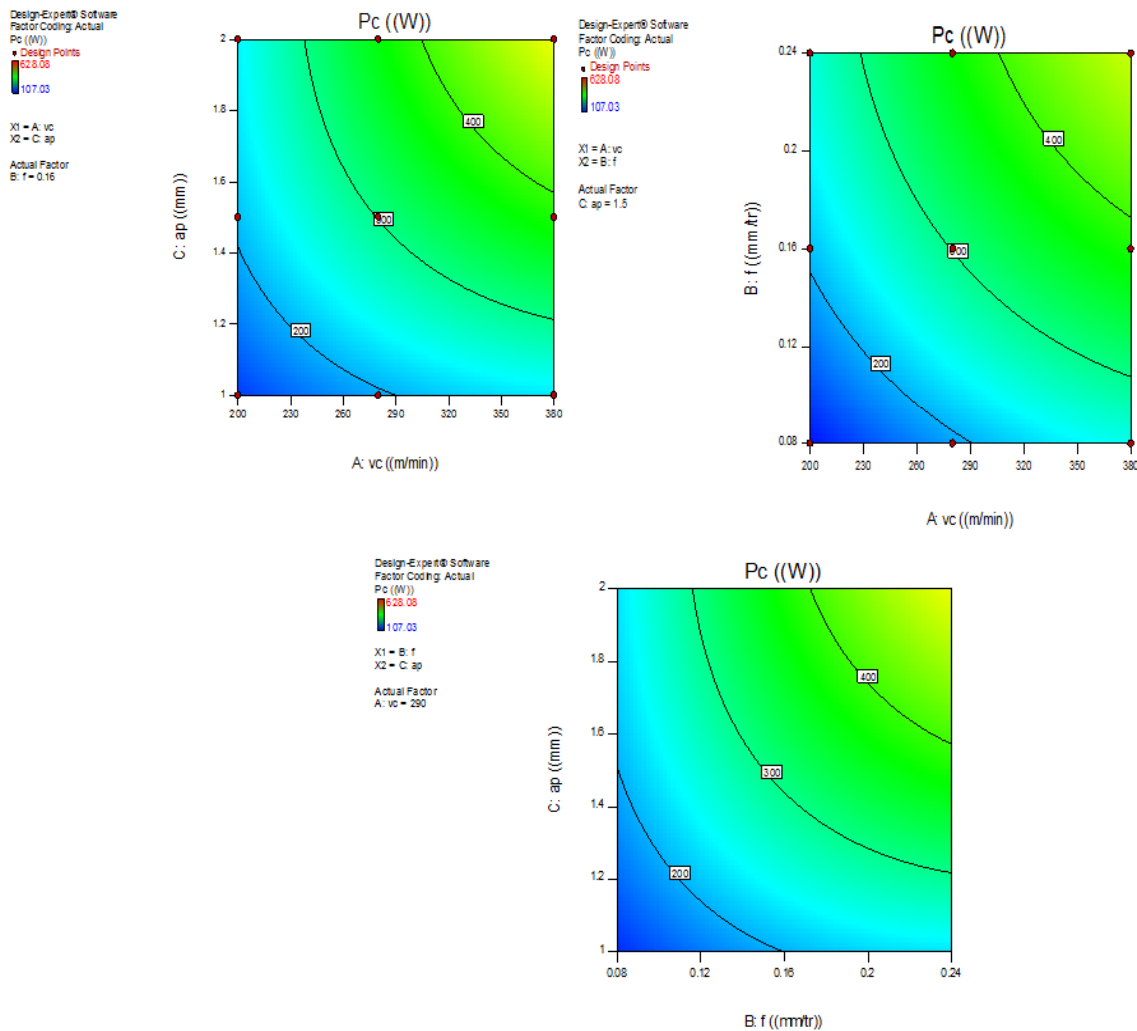 Design-Expert® Software
Factor Coding: Actual
Pc ((W))
Design Points
628.08
107.03
X1 = A: vc
X2 = C: ap
Actual Factor
B: f = 0.16
Pc ((W))
2
1.8
1.6
1.4
1.2
1
400
200
200
230
260
290
320
350
380
C: ap ((mm))
A: vc ((m/min))
Design-Expert® Software
Factor Coding: Actual
Pc ((W))
Design Points
628.08
107.03
X1 = A: vc
X2 = B: f
Actual Factor
C: ap = 1.5
Pc ((W))
0.24
0.2
0.16
0.12
0.08
400
200
200
230
260
290
320
350
380
B: f ((mm/tr))
A: vc ((m/min))
Design-Expert® Software
Factor Coding: Actual
Pc ((W))
628.08
107.03
X1 = B: f
X2 = C: ap
Actual Factor
A: vc = 290
Pc ((W))
2
1.8
1.6
1.4
1.2
1
400
300
200
0.08
0.12
0.16
0.2
0.24
C: ap ((mm))
B: f ((mm/tr))